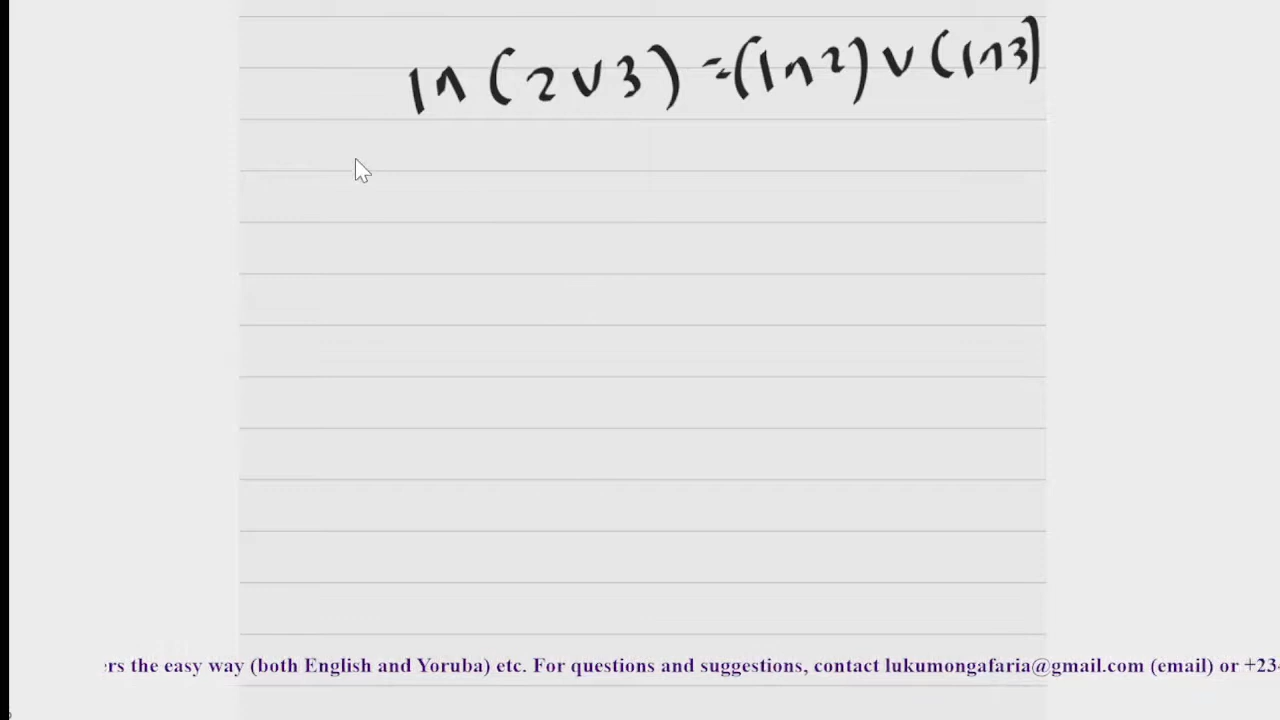 1∩(2∪3)=(1∩2)∪(1∩3)
rs the easy way (both English and Yoruba) etc. For questions and suggestions, contact lukumongafaria@gmail.com (email) or +23